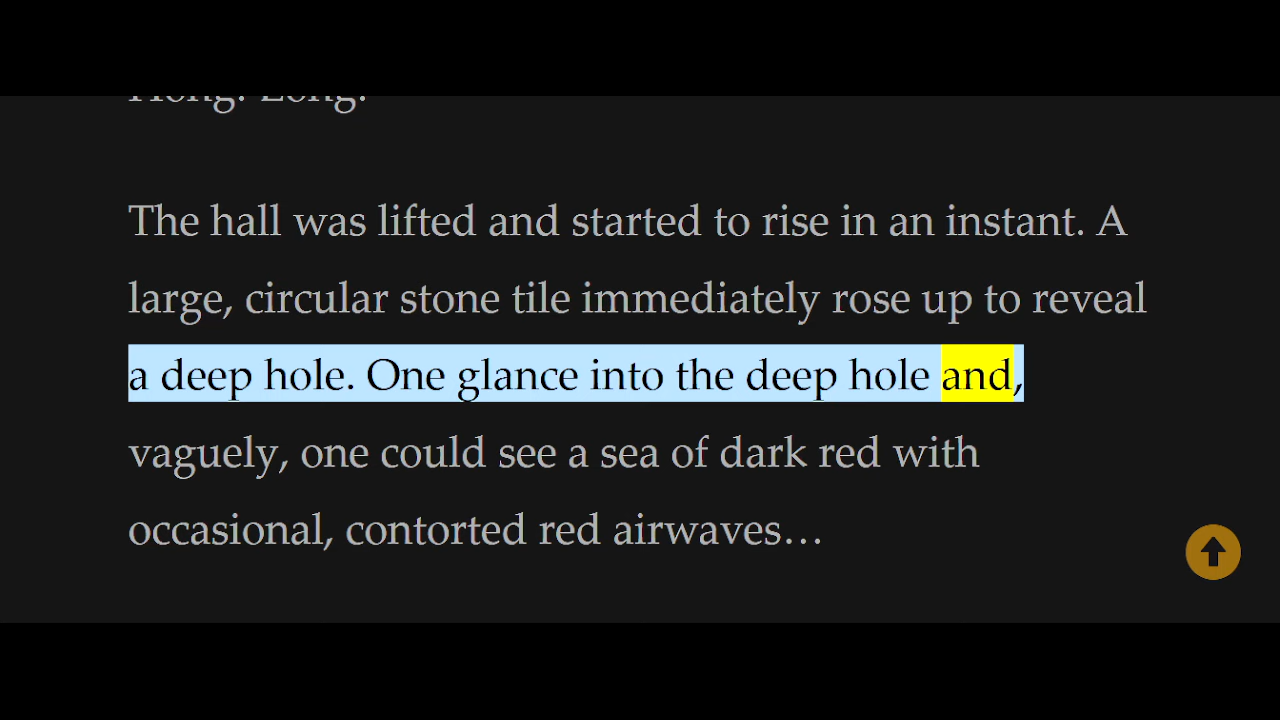 Hong! Long!
The hall was lifted and started to rise in an instant. A
large, circular stone tile immediately rose up to reveal
a deep hole. One glance into the deep hole and,
vaguely, one could see a sea of dark red with
occasional, contorted red airwaves…